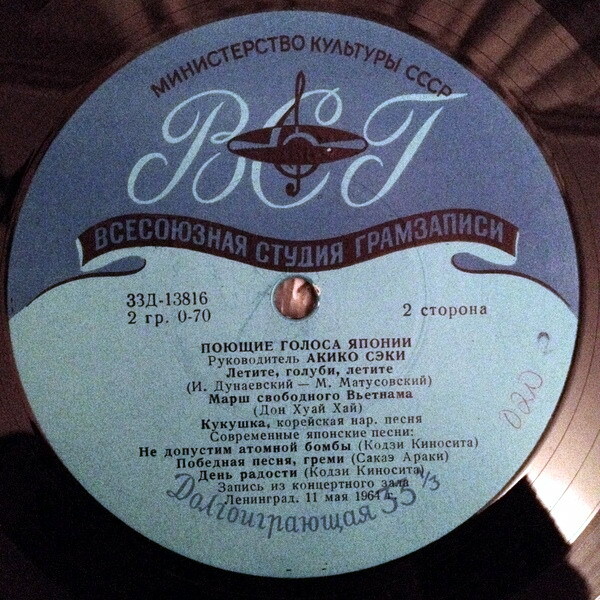 МИНИСТЕРСТВО КУЛЬТУРЫ СССР
ВСГ
ВСЕСОЮЗНАЯ СТУДИЯ ГРАМЗАПИСИ
33Д-13816
2 гр. 0-70
2 сторона
ПОЮЩИЕ ГОЛОСА ЯПОНИИ
Руководитель АКИКО СЭКИ
Летите, голуби, летите
(И. Дунаевский — М. Матусовский)
Марш свободного Вьетнама
(Дон Хуай Хай)
Кукушка, корейская нар. песня
Современные японские песни:
Не допустим атомной бомбы (Кодзи Киносита)
Победная песня, греми (Сакаэ Араки)
День радости (Кодзи Киносита)
Запись из концертного зала
Ленинград. 11 мая 1964 г.
Долгоиграющая 33 1/3